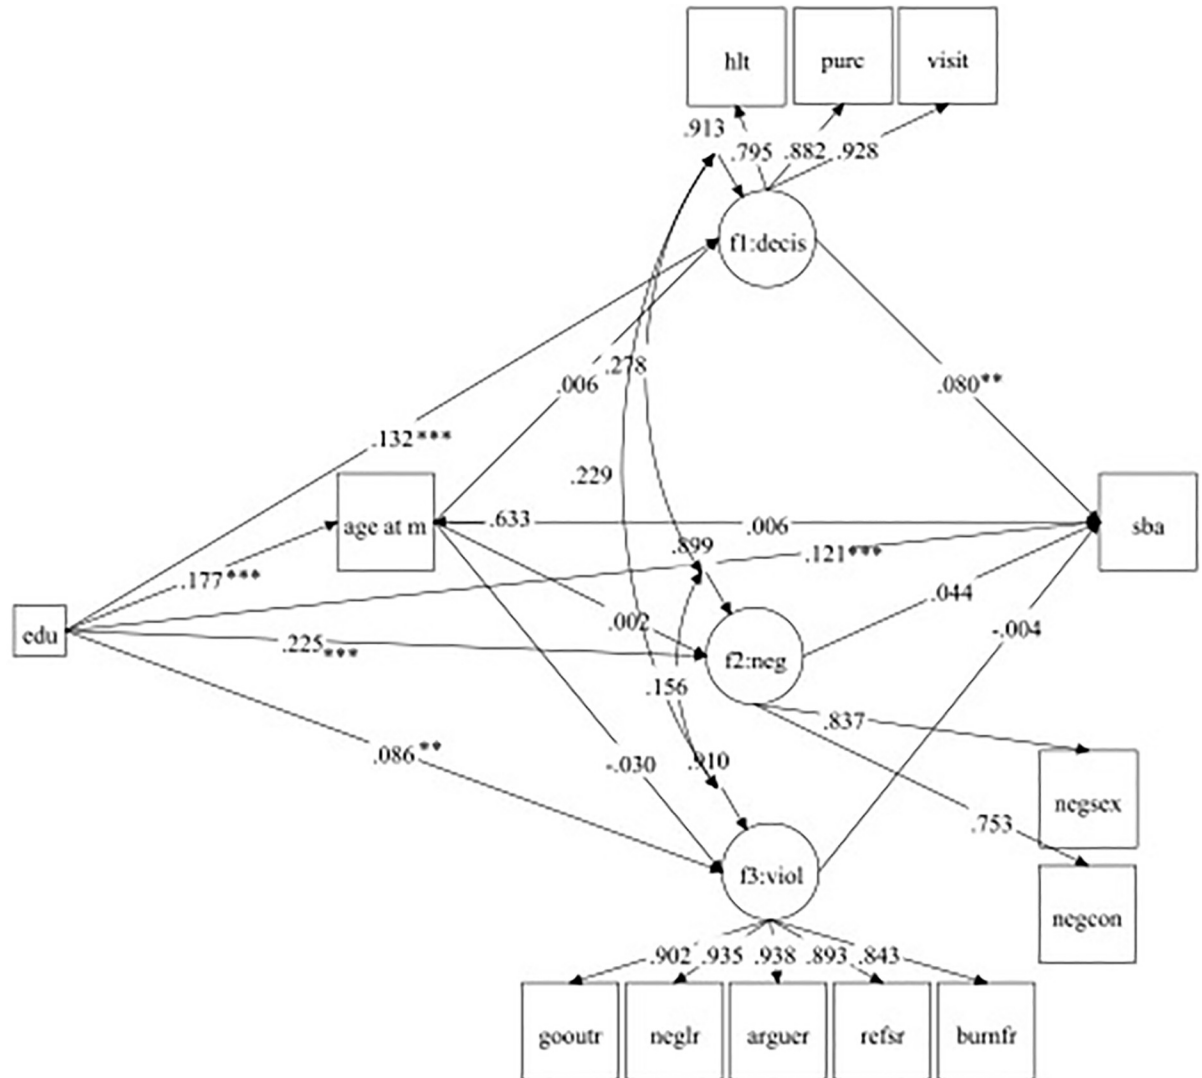 hlt purc visit
.913
.795 .882 .928
f1:decis
.278
.006 .080**
.132***
.229
age at m .633 .006 sba
.899 .121***
.177***
.044
.002 -.004
edu .225***
f2:neg
.156
.837
.086** -.030 .910
negsex
.753
f3:viol
negcon
.902 .935 .938 .893 .843
gooutr neglr arguer refsr burnfr